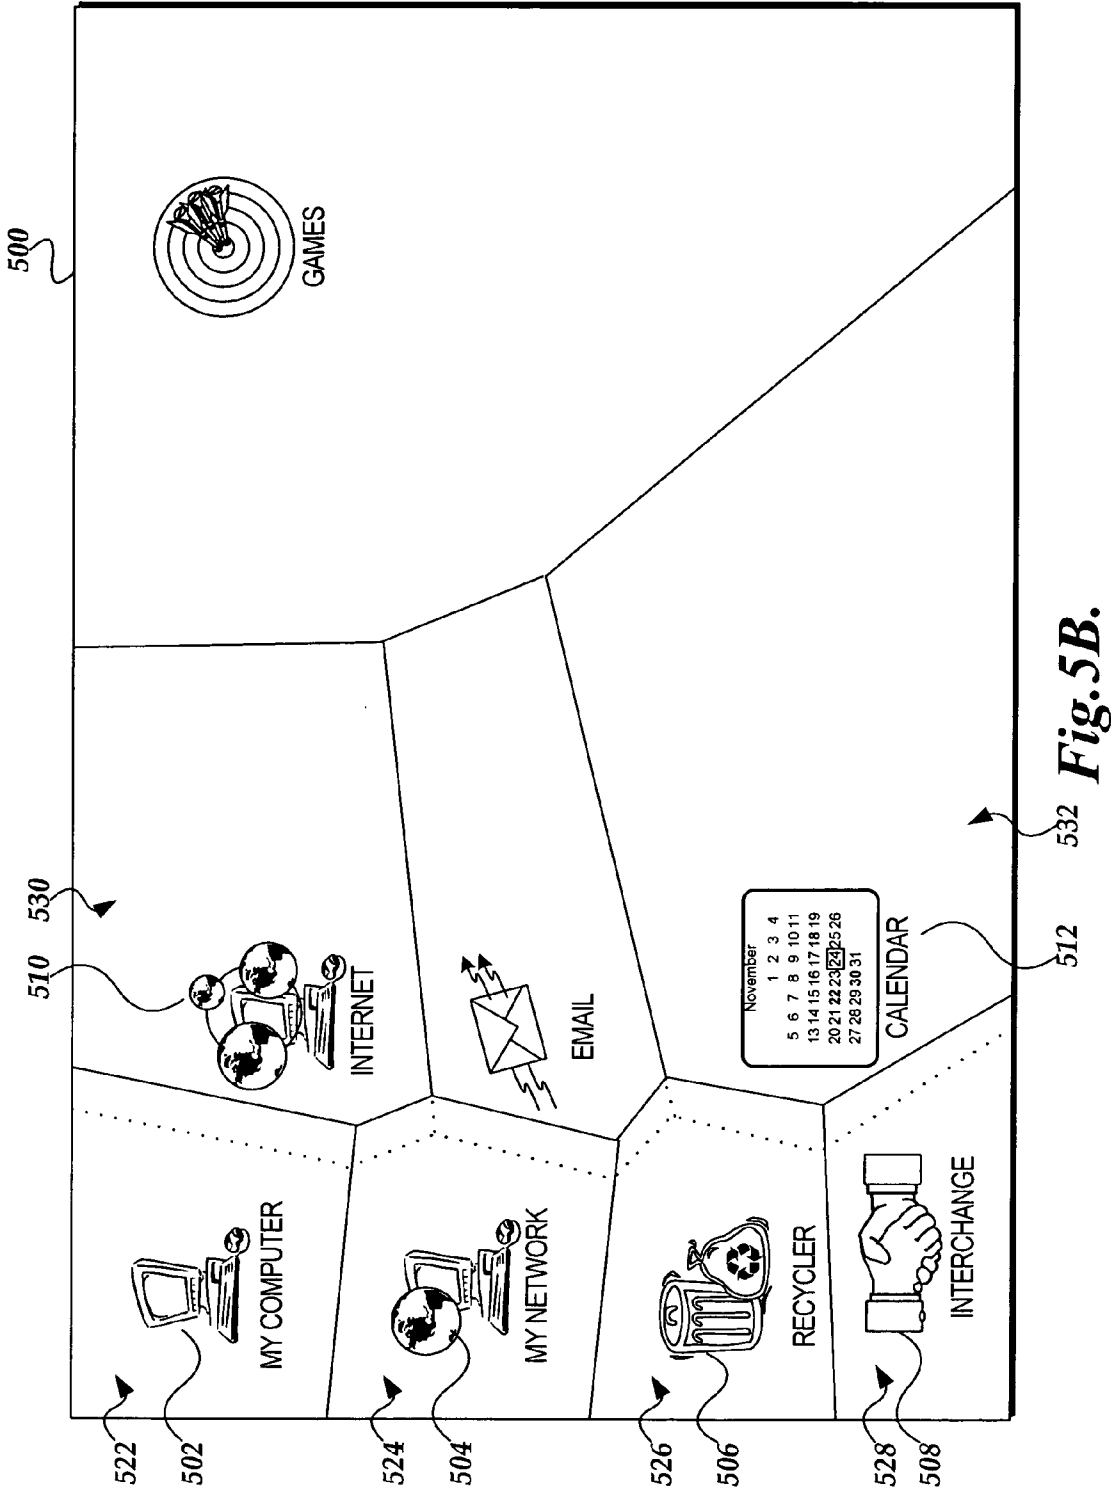 500
510
530
522
502
MY COMPUTER
INTERNET
GAMES
524
504
MY NETWORK
EMAIL
526
506
RECYCLER
November
1 2 3 4
5 6 7 8 9 10 11
13 14 15 16 17 18 19
20 21 22 23 24 25 26
27 28 29 30 31
CALENDAR
528
508
INTERCHANGE
512
532
Fig.5B.